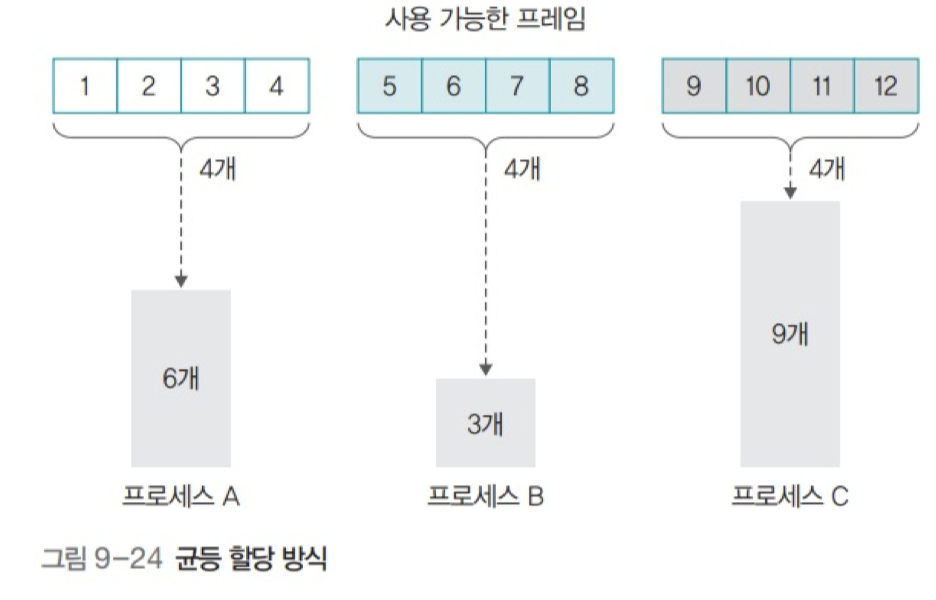 사용 가능한 프레임
1 2 3 4 5 6 7 8 9 10 11 12
4개 4개 4개
6개 3개 9개
프로세스 A 프로세스 B 프로세스 C
그림 9-24 균등 할당 방식